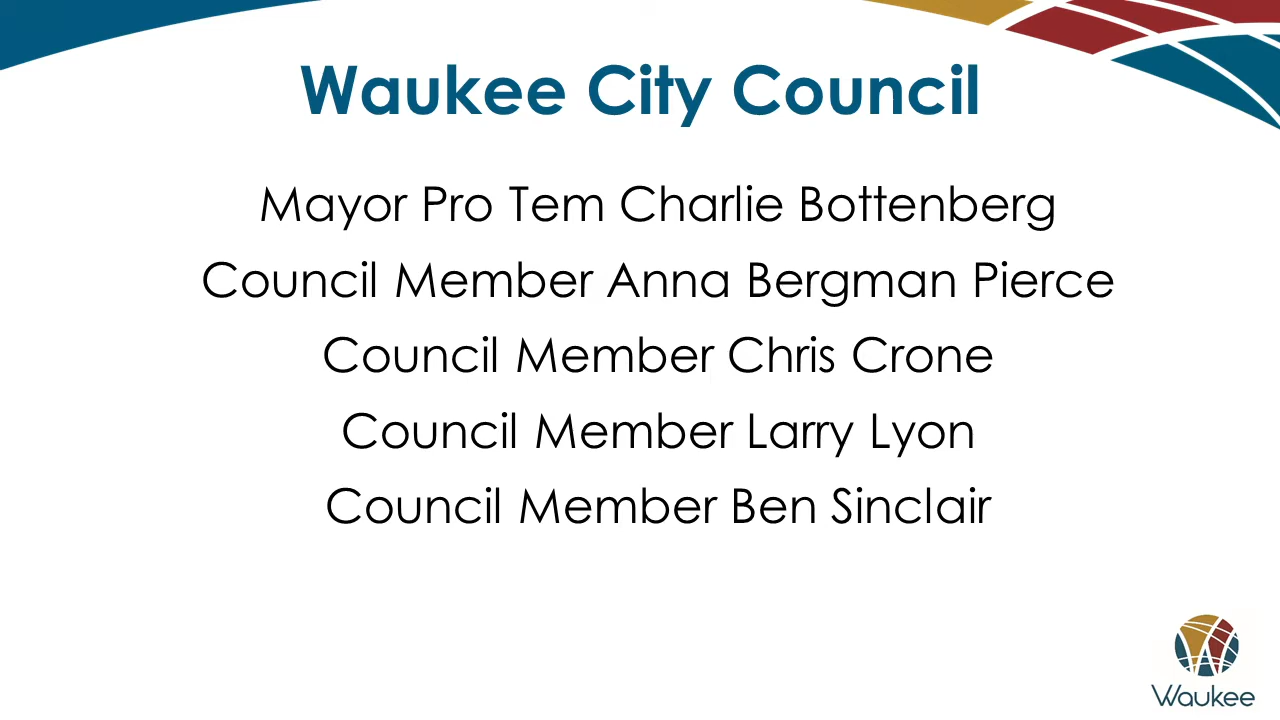 Waukee City Council
Mayor Pro Tem Charlie Bottenberg
Council Member Anna Bergman Pierce
Council Member Chris Crone
Council Member Larry Lyon
Council Member Ben Sinclair
Waukee